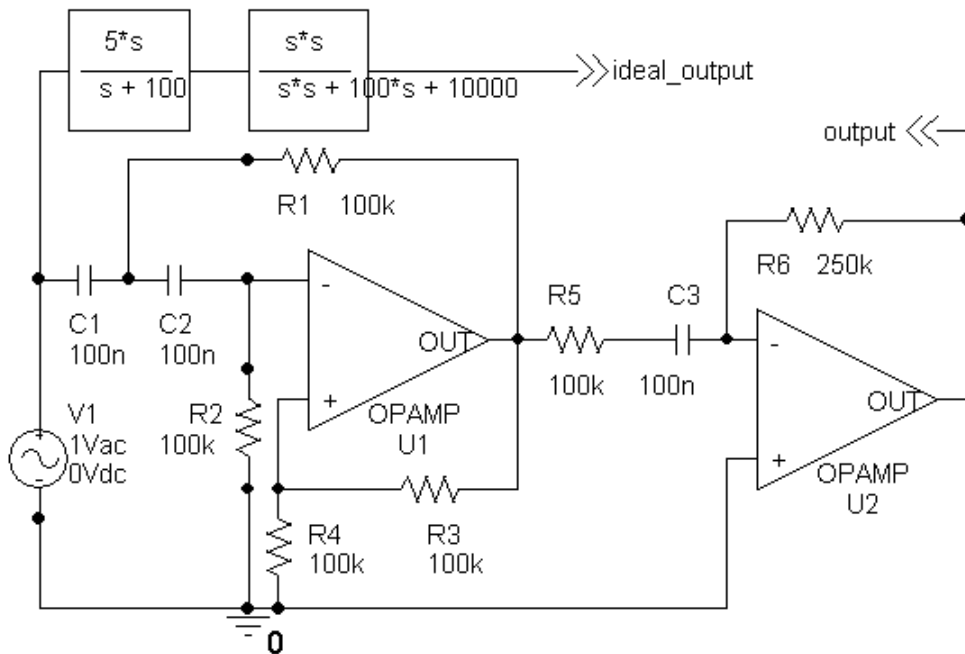 5*s
s + 100
s*s
s*s + 100*s + 10000
ideal_output
output
R1 100k
R6 250k
C1
100n
C2
100n
-
+
OUT
OPAMP
U1
R5
100k
C3
100n
-
+
OUT
OPAMP
U2
V1
1Vac
0Vdc
+
-
R2
100k
R4
100k
R3
100k
0